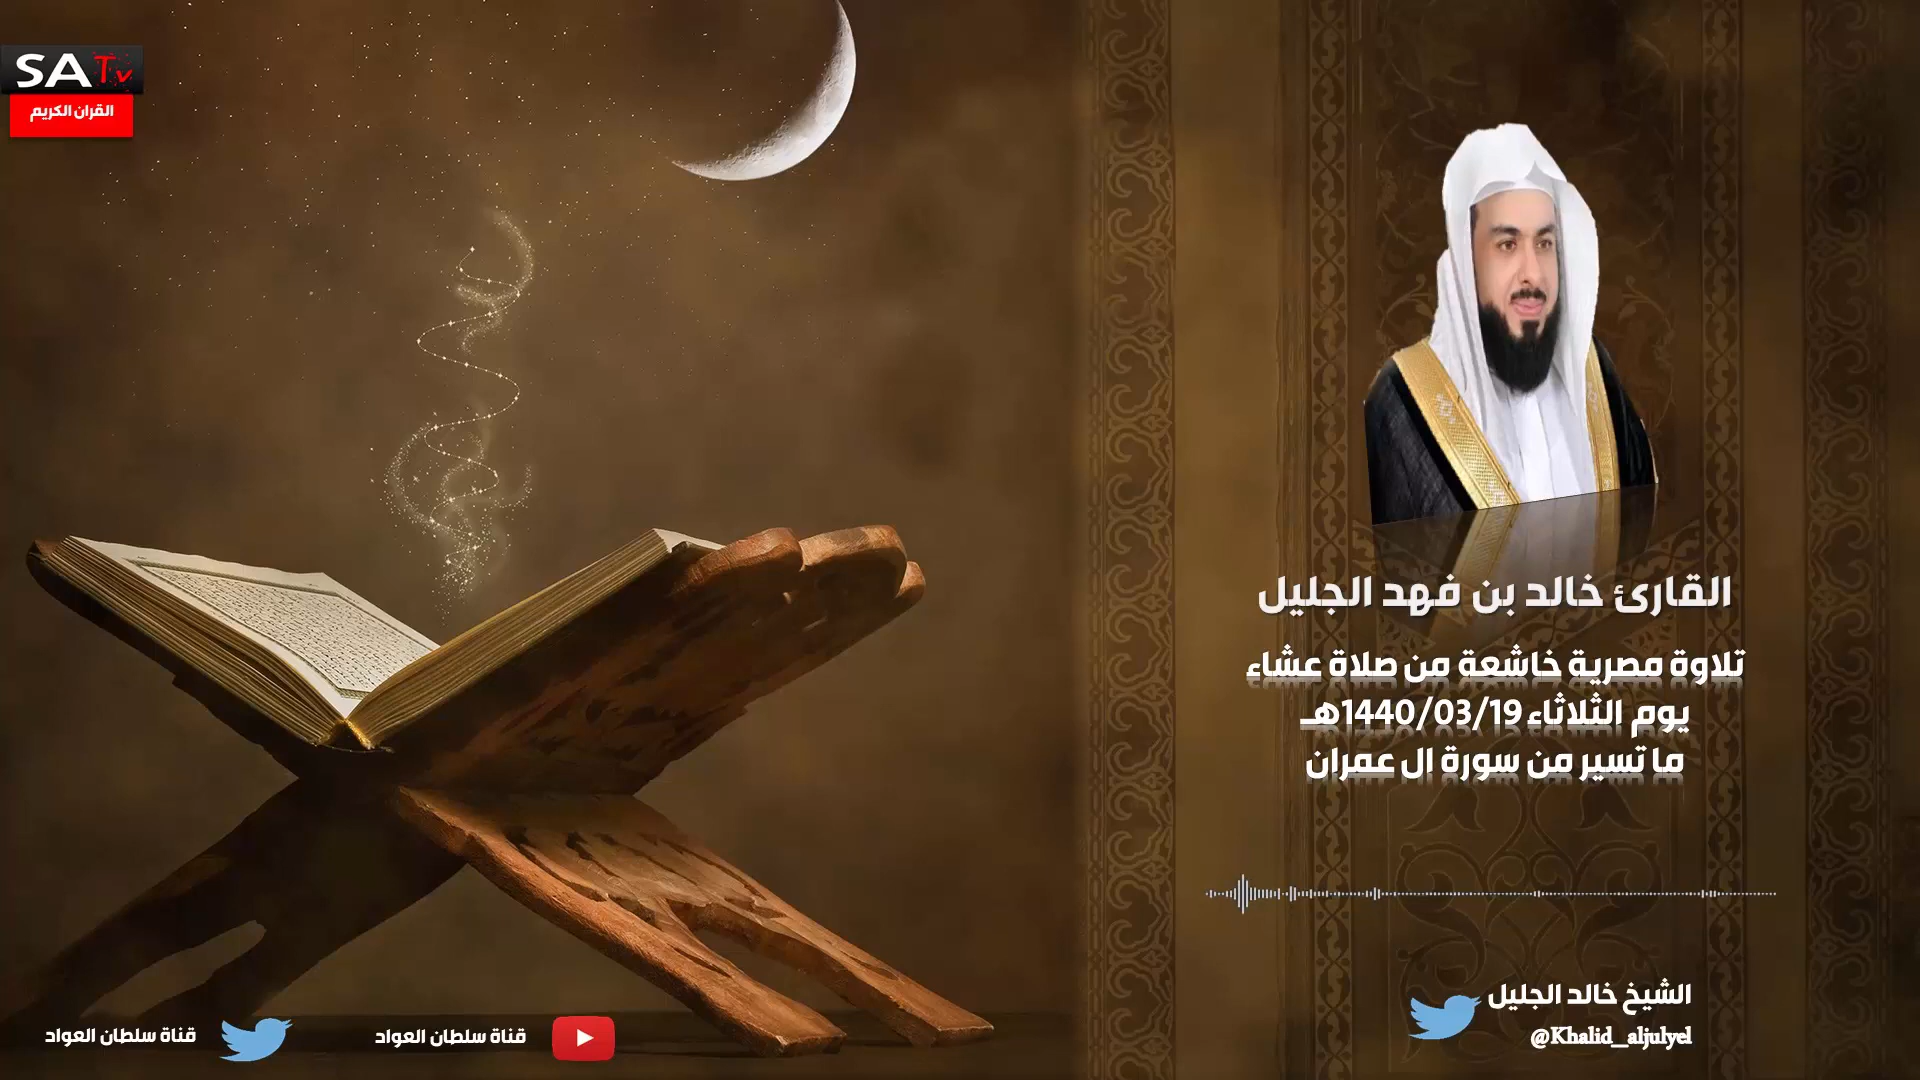 SATv
القران الكريم
القارئ خالد بن فهد الجليل
تلاوة مصرية خاشعة من صلاة عشاء
يوم الثلاثاء 1440/03/19هـ
ما تسير من سورة ال عمران
الشيخ خالد الجليل
@Khalid_aljulyel
قناة سلطان العواد
قناة سلطان العواد